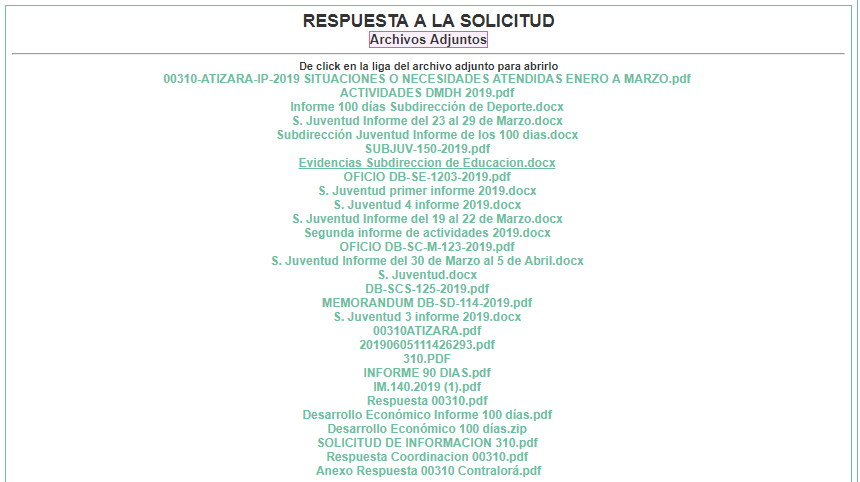 RESPUESTA A LA SOLICITUD
Archivos Adjuntos
De click en la liga del archivo adjunto para abrirlo
00310-ATIZARA-IP-2019 SITUACIONES O NECESIDADES ATENDIDAS ENERO A MARZO.pdf
ACTIVIDADES DMDH 2019.pdf
Informe 100 días Subdirección de Deporte.docx
S. Juventud Informe del 23 al 29 de Marzo.docx
Subdirección Juventud Informe de los 100 dias.docx
SUBJUV-150-2019.pdf
Evidencias Subdireccion de Educacion.docx
OFICIO DB-SE-1203-2019.pdf
S. Juventud primer informe 2019.docx
S. Juventud 4 informe 2019.docx
S. Juventud Informe del 19 al 22 de Marzo.docx
Segunda informe de actividades 2019.docx
OFICIO DB-SC-M-123-2019.pdf
S. Juventud Informe del 30 de Marzo al 5 de Abril.docx
S. Juventud.docx
DB-SCS-125-2019.pdf
MEMORANDUM DB-SD-114-2019.pdf
S. Juventud 3 informe 2019.docx
00310ATIZARA.pdf
20190605111426293.pdf
310.PDF
INFORME 90 DIAS.pdf
IM.140.2019 (1).pdf
Respuesta 00310.pdf
Desarrollo Económico Informe 100 días.pdf
Desarrollo Económico 100 días.zip
SOLICITUD DE INFORMACION 310.pdf
Respuesta Coordinacion 00310.pdf
Anexo Respuesta 00310 Contralorá.pdf